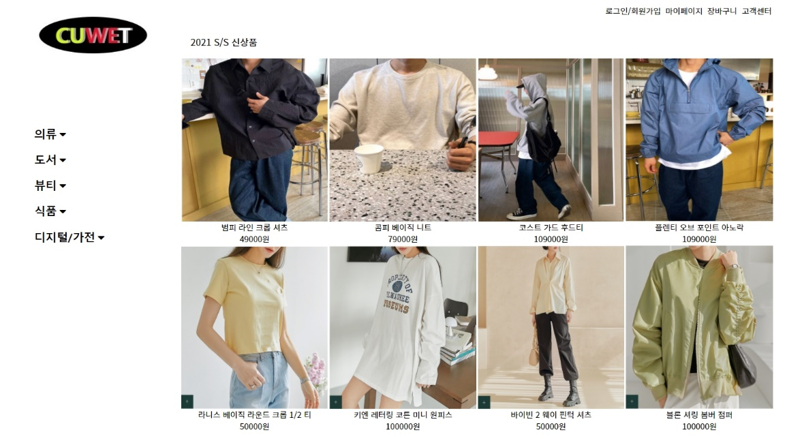 로그인/회원가입 마이페이지 장바구니 고객센터
CUWET
2021 S/S 신상품
의류
도서
뷰티
식품
디지털/가전
범피 라인 크롭 셔츠
49000원
곰피 베이직 니트
79000원
코스트 가드 후드티
109000원
플렌티 오브 포인트 아노락
109000원
라니스 베이직 라운드 크롭 1/2 티
50000원
키엔 레터링 코튼 미니 원피스
100000원
바이빈 2 웨이 핀턱 셔츠
50000원
블론 셔링 봄버 점퍼
100000원